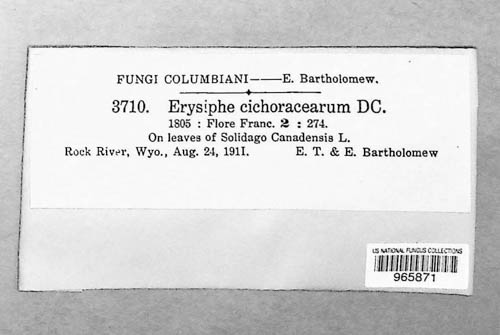 FUNGI COLUMBIANI——E. Bartholomew.
3710. Erysiphe cichoracearum DC.
1805 : Flore Franc. 2 : 274.
On leaves of Solidago Canadensis L.
Rock River, Wyo., Aug. 24, 1911. E. T. & E. Bartholomew
US NATIONAL FUNGUS COLLECTIONS
965871